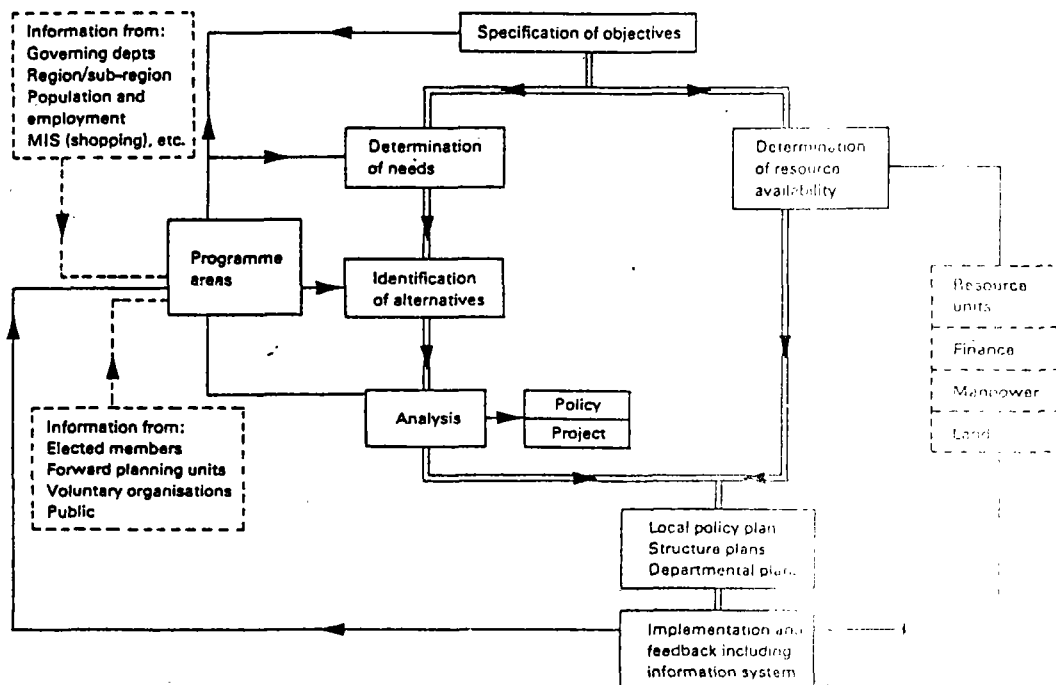 Information from:
Governing depts
Region/sub-region
Population and
employment
MIS (shopping), etc.
Specification of objectives
Determination
of needs
Determination
of resource
availability
Programme
areas
Identification
of alternatives
Resource
units
Finance
Manpower
Land
Analysis
Policy
Project
Information from:
Elected members
Forward planning units
Voluntary organisations
Public
Local policy plan
Structure plans
Departmental plans
Implementation and
feedback including
information system